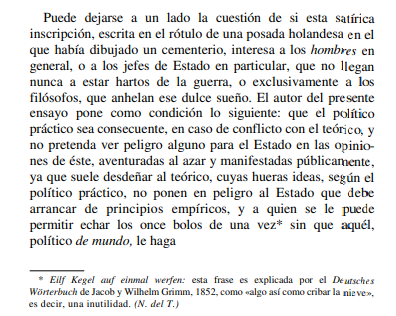 Puede dejarse a un lado la cuestión de si esta satírica
inscripción, escrita en el rótulo de una posada holandesa en el
que había dibujado un cementerio, interesa a los hombres en
general, o a los jefes de Estado en particular, que no llegan
nunca a estar hartos de la guerra, o exclusivamente a los
filósofos, que anhelan ese dulce sueño. El autor del presente
ensayo pone como condición lo siguiente: que el político
práctico sea consecuente, en caso de conflicto con el teórico, y
no pretenda ver peligro alguno para el Estado en las opinio-
nes de éste, aventuradas al azar y manifestadas públicamente,
ya que suele desdeñar al teórico, cuyas hueras ideas, según el
político práctico, no ponen en peligro al Estado que debe
arrancar de principios empíricos, y a quien se le puede
permitir echar los once bolos de una vez* sin que aquél,
político de mundo, le haga
* Eilf Kegel auf einmal werfen: esta frase es explicada por el Deutsches
Wörterbuch de Jacob y Wilhelm Grimm, 1852, como «algo así como cribar la nieve»,
es decir, una inutilidad. (N. del T.)